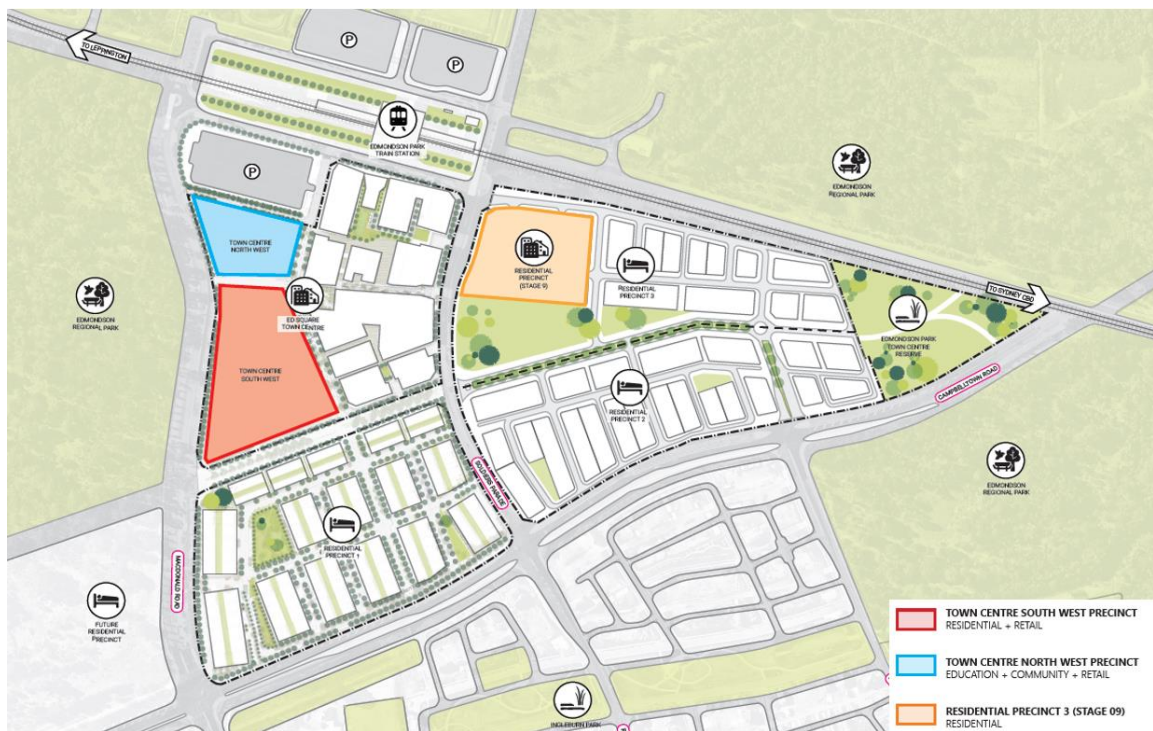 TO LEPPINGTON
P
P
EDMONDSON PARK
TRAIN STATION
P
EDMONDSON
REGIONAL PARK
TOWN CENTRE
NORTH WEST
RESIDENTIAL
PRECINCT
(STAGE 9)
RESIDENTIAL
PRECINCT 3
TO SYDNEY CBD
EDMONDSON
REGIONAL PARK
ED SQUARE
TOWN CENTRE
EDMONDSON PARK
TOWN CENTRE
RESERVE
TOWN CENTRE
SOUTH WEST
RESIDENTIAL
PRECINCT 2
CAMPBELLTOWN ROAD
SOLDIERS PARADE
EDMONDSON
REGIONAL PARK
RESIDENTIAL
PRECINCT 1
MACDONALD ROAD
FUTURE
RESIDENTIAL
PRECINCT
INGLEBURN PARK
TOWN CENTRE SOUTH WEST PRECINCT
RESIDENTIAL + RETAIL
TOWN CENTRE NORTH WEST PRECINCT
EDUCATION + COMMUNITY + RETAIL
RESIDENTIAL PRECINCT 3 (STAGE 09)
RESIDENTIAL